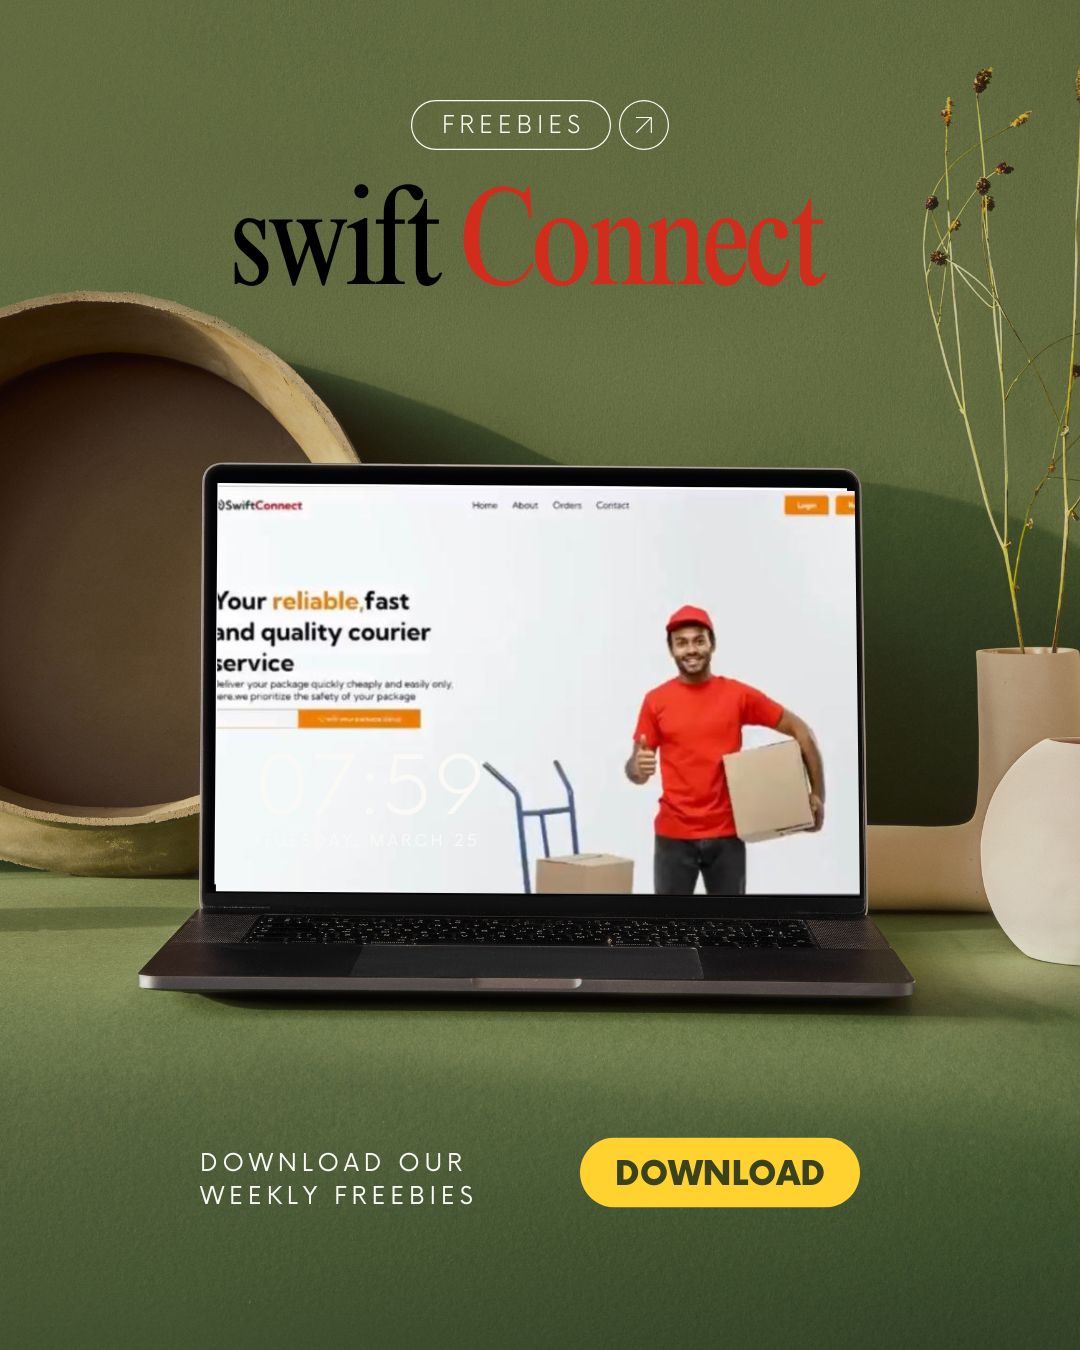 FREEBIES
swift Connect
SwiftConnect
Home About Orders Contact
Login
Your reliable,fast
and quality courier
service
eliver your package quickly cheaply and easily only,
ere.we prioritize the safety of your package
07:59
TUESDAY, MARCH 25
DOWNLOAD OUR
WEEKLY FREEBIES
DOWNLOAD